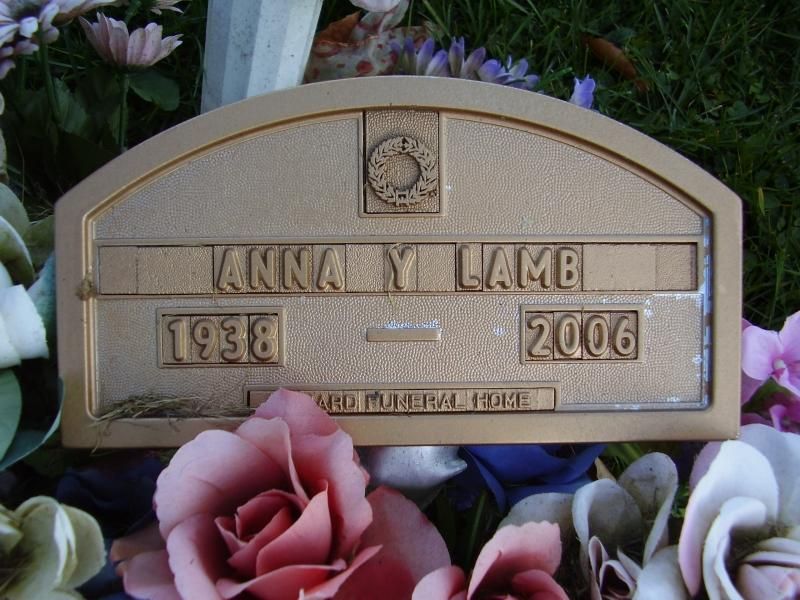 ANNA Y LAMB
1938 — 2006
FUNERAL HOME